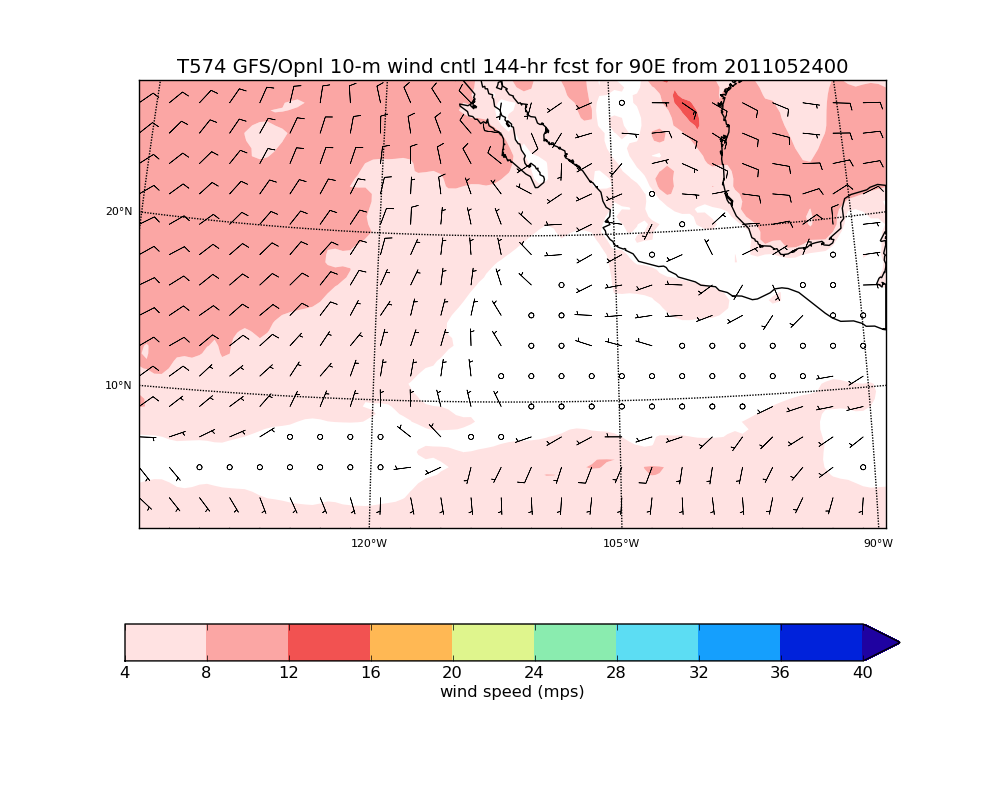 T574 GFS/Opnl 10-m wind cntl 144-hr fcst for 90E from 2011052400
20°N
10°N
120°W 105°W 90°W
4 8 12 16 20 24 28 32 36 40
wind speed (mps)